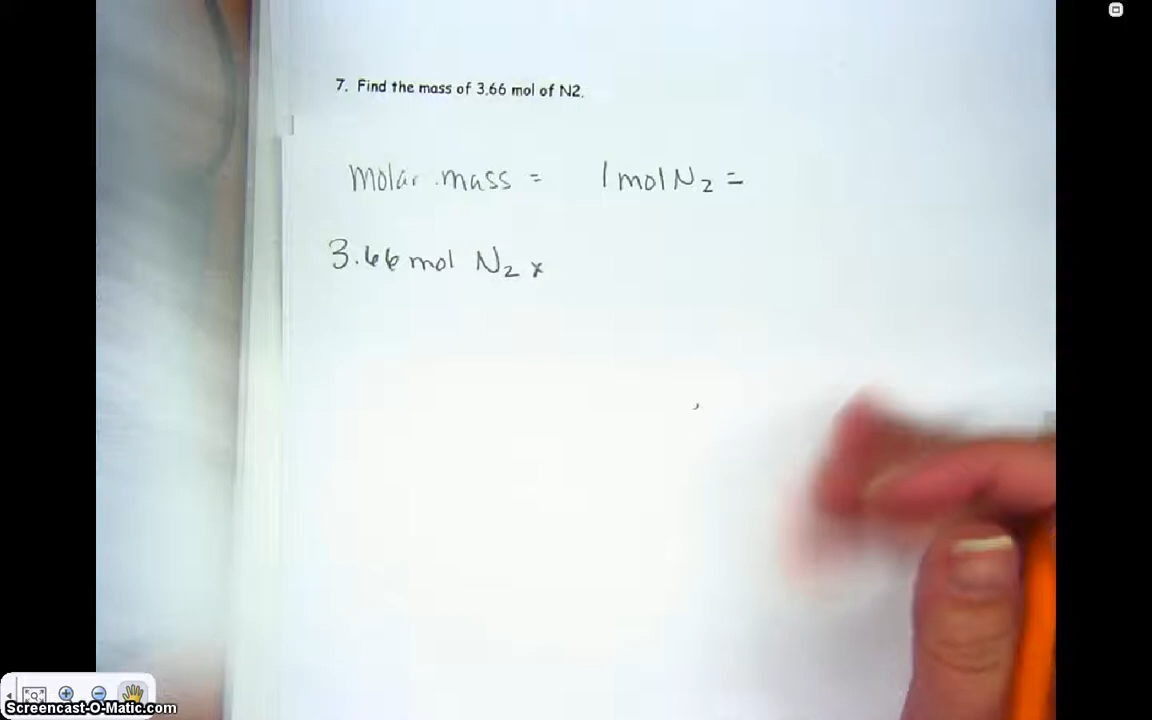 7. Find the mass of 3.66 mol of N2.
Molar mass = 1 mol N2 =
3.66 mol N2 x
Screencast-O-Matic.com